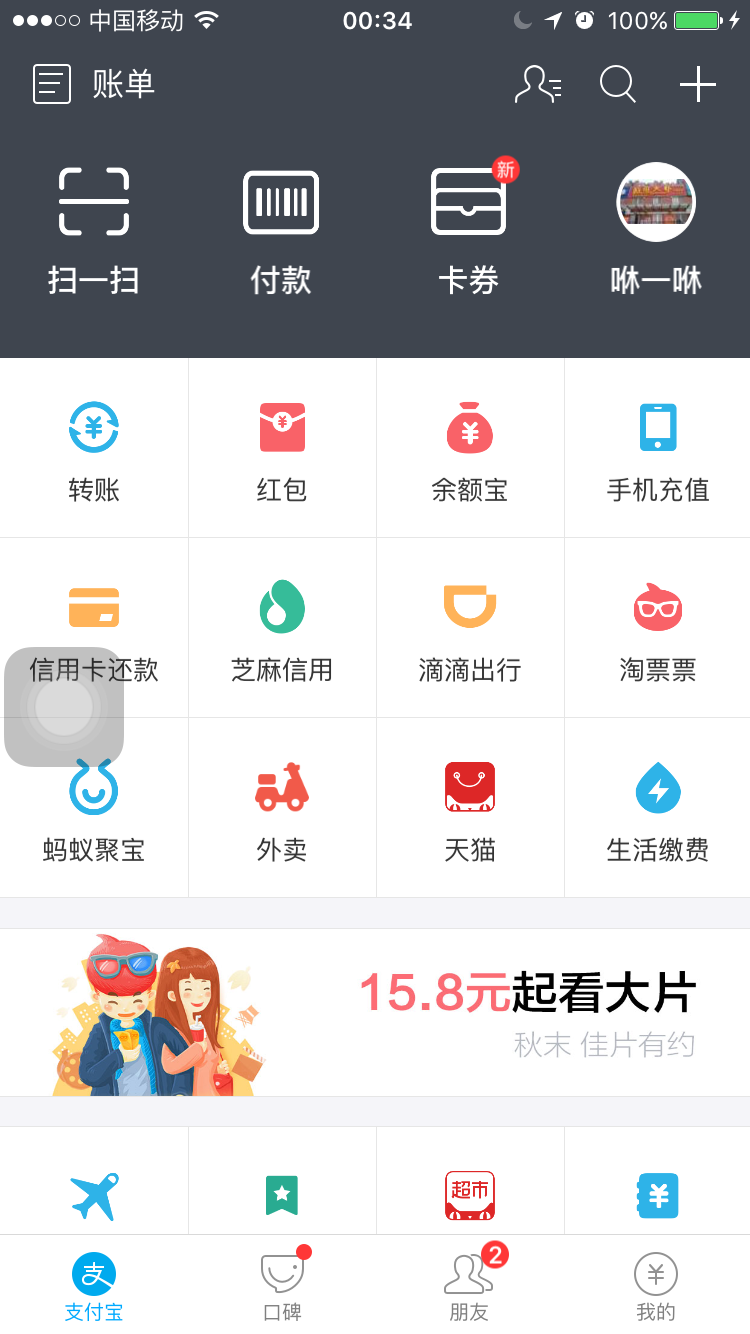 中国移动 00:34 100%
账单
新
扫一扫 付款 卡券 咻一咻
转账 红包 余额宝 手机充值
信用卡还款 芝麻信用 滴滴出行 淘票票
蚂蚁聚宝 外卖 天猫 生活缴费
15.8元起看大片
秋末 佳片有约
超市
2
支付宝 口碑 朋友 我的